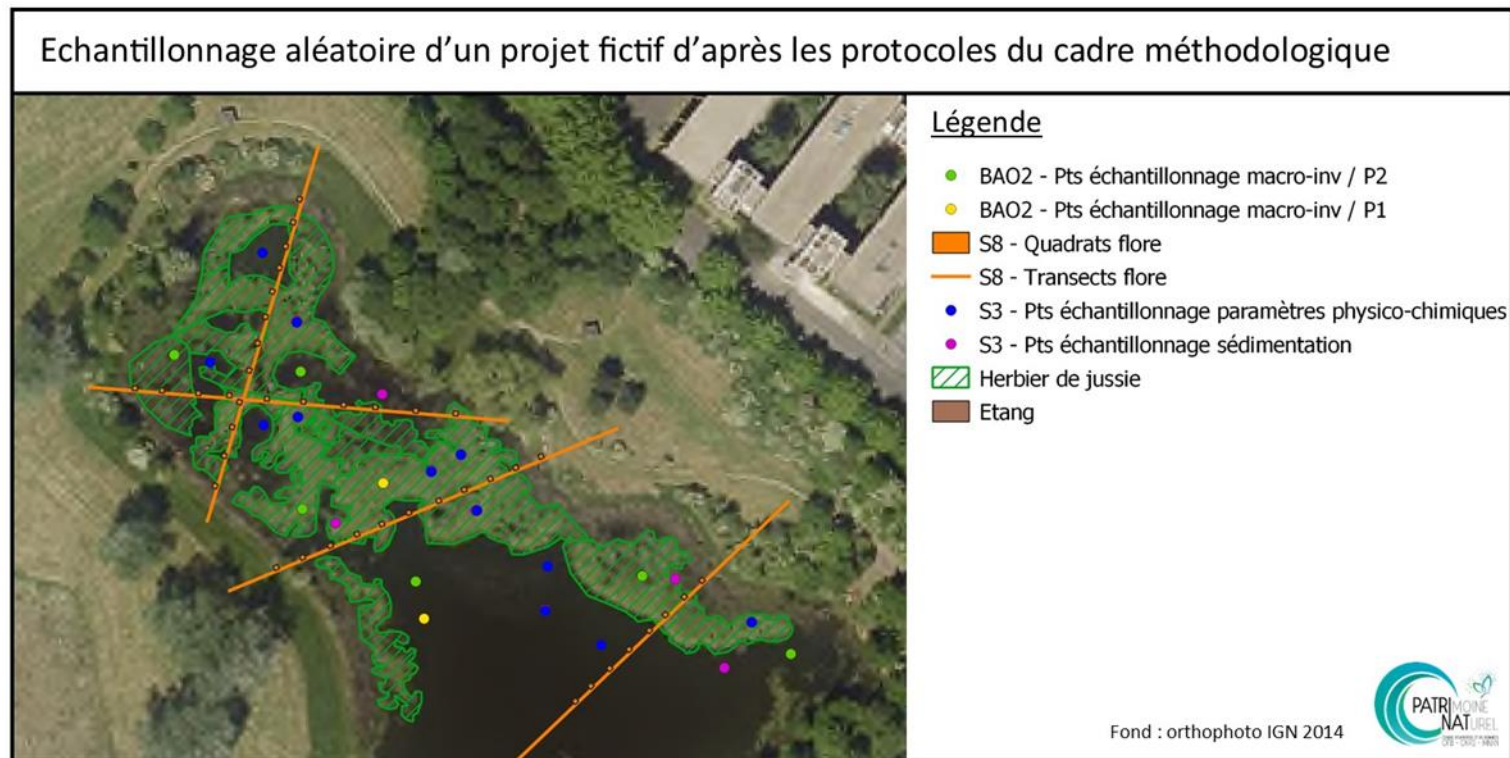 Echantillonnage aléatoire d'un projet fictif d'après les protocoles du cadre méthodologique
Légende
BAO2 - Pts échantillonnage macro-inv / P2
BAO2 - Pts échantillonnage macro-inv / P1
S8 - Quadrats flore
S8 - Transects flore
S3 - Pts échantillonnage paramètres physico-chimiques
S3 - Pts échantillonnage sédimentation
Herbier de jussie
Etang
Fond : orthophoto IGN 2014
PATRIMOINE
NATUREL